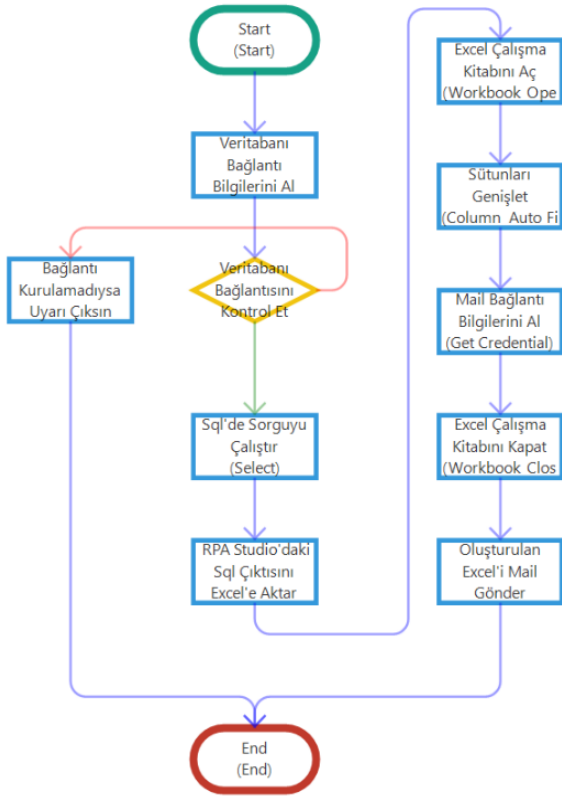 Start
(Start)
Veritabanı
Bağlantı
Bilgilerini Al
Veritabanı
Bağlantısını
Kontrol Et
Bağlantı
Kurulamadıysa
Uyarı Çıksın
Sql'de Sorguyu
Çalıştır
(Select)
RPA Studio'daki
Sql Çıktısını
Excel'e Aktar
Excel Çalışma
Kitabını Aç
(Workbook Ope
Sütunları
Genişlet
(Column Auto Fi
Mail Bağlantı
Bilgilerini Al
(Get Credential)
Excel Çalışma
Kitabını Kapat
(Workbook Clos
Oluşturulan
Excel'i Mail
Gönder
End
(End)